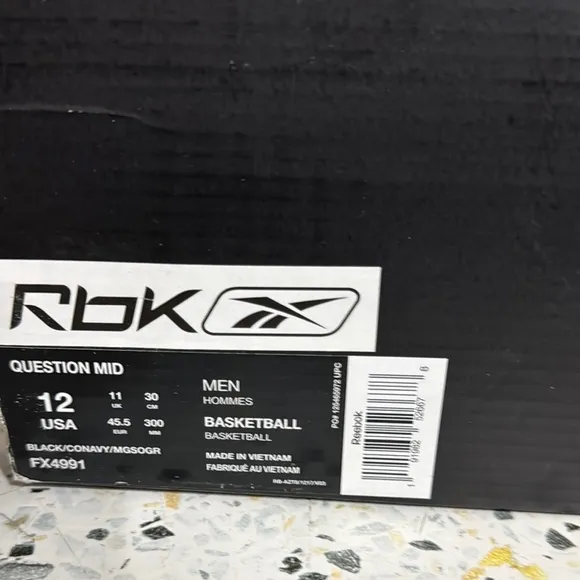 Rbk
QUESTION MID
12
USA
11
UK
30
CM
45.5
EUR
300
MM
MEN
HOMMES
BASKETBALL
BASKETBALL
BLACK/CONAVY/MGSOGR
FX4991
MADE IN VIETNAM
FABRIQUÉ AU VIETNAM
Reebok